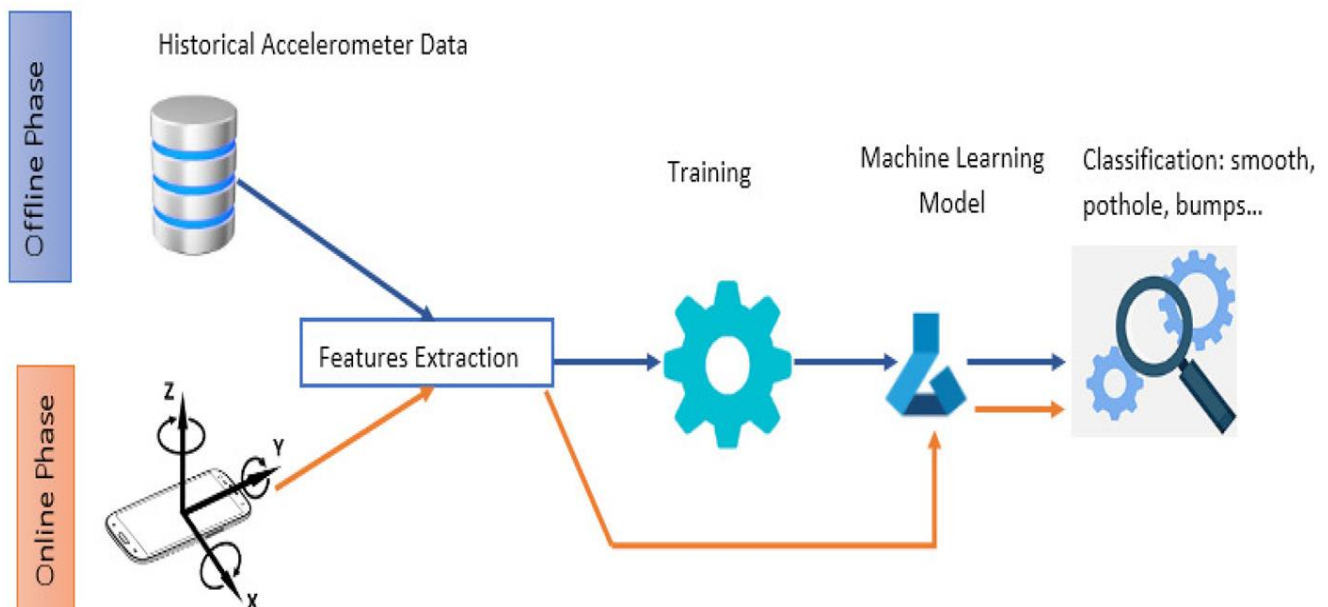 Offline Phase
Historical Accelerometer Data
Training
Machine Learning
Model
Classification: smooth,
pothole, bumps...
Features Extraction
Online Phase
Z
Y
X